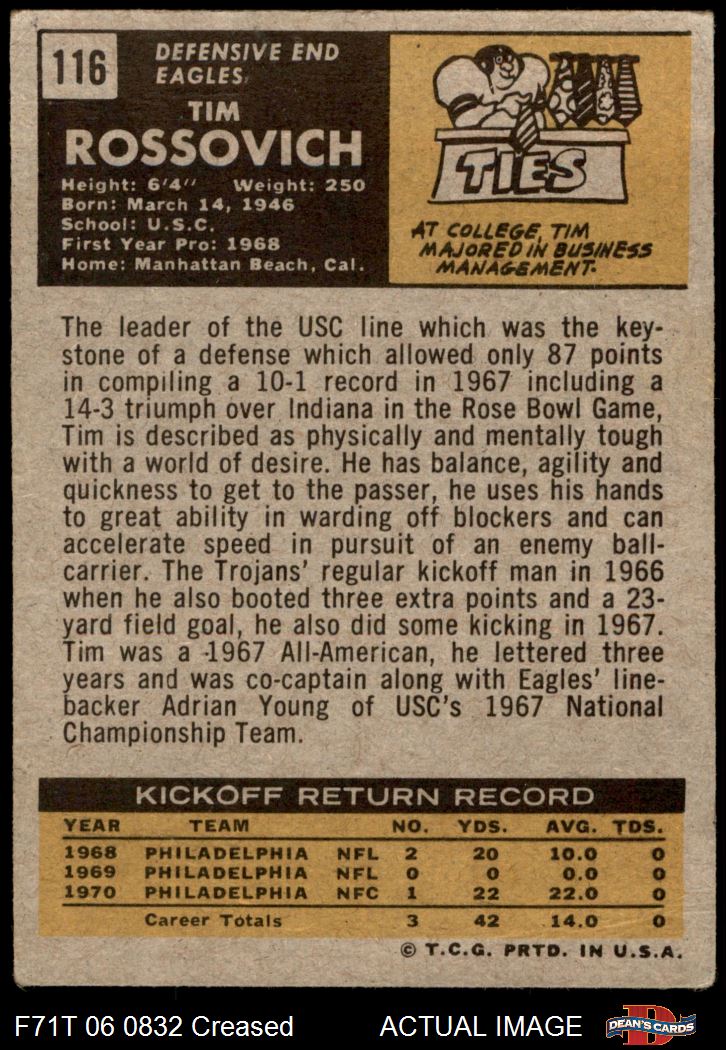 116
DEFENSIVE END
EAGLES
TIM
ROSSOVICH
Height: 6'4" Weight: 250
Born: March 14, 1946
School: U.S.C.
First Year Pro: 1968
Home: Manhattan Beach, Cal.
TIES
AT COLLEGE, TIM
MAJORED IN BUSINESS
MANAGEMENT.
The leader of the USC line which was the key-
stone of a defense which allowed only 87 points
in compiling a 10-1 record in 1967 including a
14-3 triumph over Indiana in the Rose Bowl Game,
Tim is described as physically and mentally tough
with a world of desire. He has balance, agility and
quickness to get to the passer, he uses his hands
to great ability in warding off blockers and can
accelerate speed in pursuit of an enemy ball-
carrier. The Trojans' regular kickoff man in 1966
when he also booted three extra points and a 23-
yard field goal, he also did some kicking in 1967.
Tim was a 1967 All-American, he lettered three
years and was co-captain along with Eagles' line-
backer Adrian Young of USC's 1967 National
Championship Team.
KICKOFF RETURN RECORD
YEAR TEAM NO. YDS. AVG. TDS.
1968 PHILADELPHIA NFL 2 20 10.0 0
1969 PHILADELPHIA NFL 0 0 0.0 0
1970 PHILADELPHIA NFC 1 22 22.0 0
Career Totals 3 42 14.0 0
© T.C.G. PRTD. IN U.S.A.
F71T 06 0832 Creased ACTUAL IMAGE
D
DEAN'S CARDS